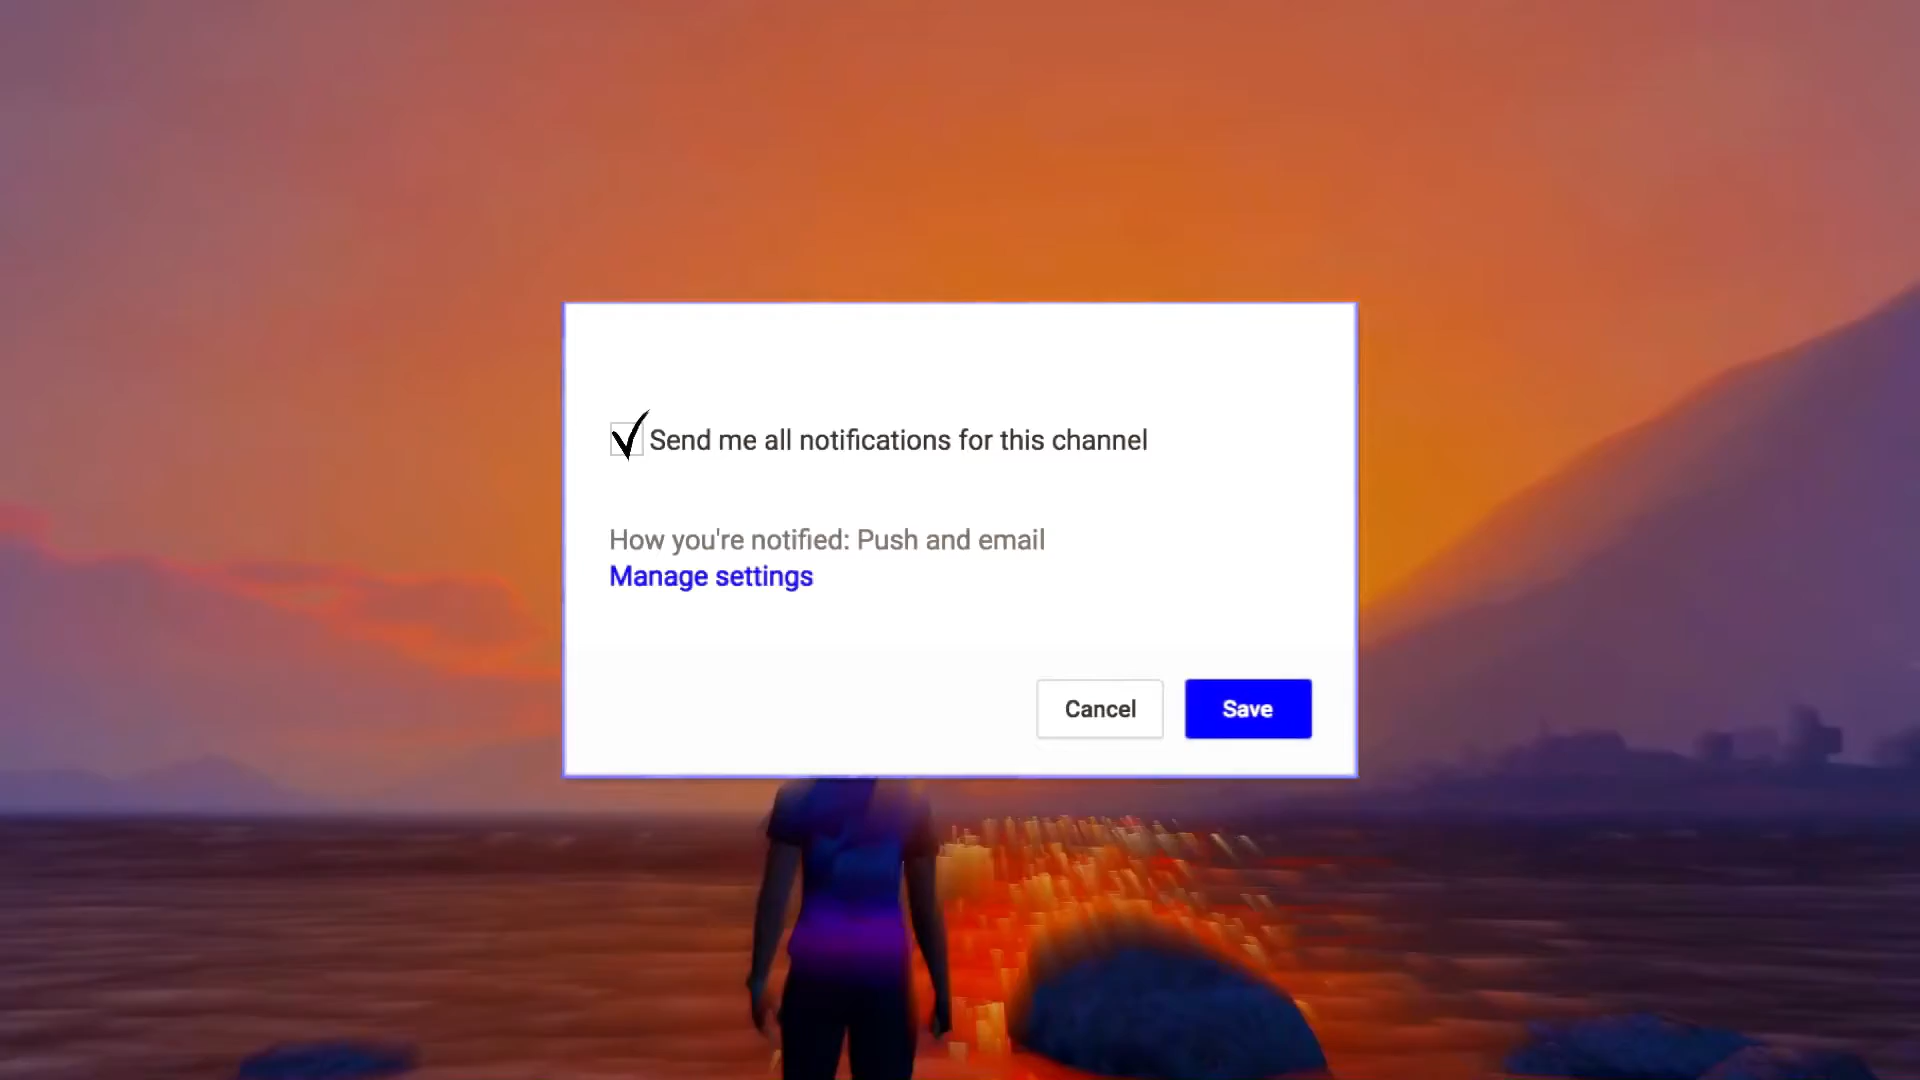 Send me all notifications for this channel
How you're notified: Push and email
Manage settings
Cancel
Save